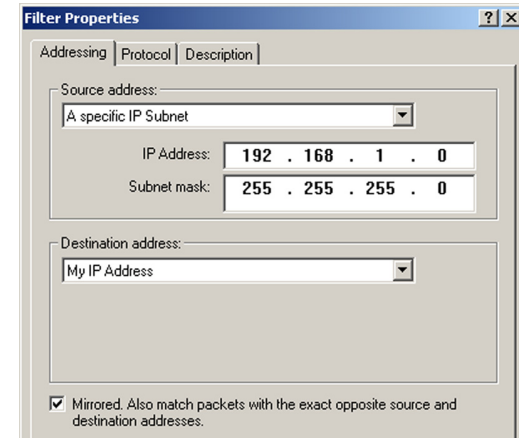 Filter Properties
Addressing Protocol Description
Source address:
A specific IP Subnet
IP Address: 192 . 168 . 1 . 0
Subnet mask: 255 . 255 . 255 . 0
Destination address:
My IP Address
Mirrored. Also match packets with the exact opposite source and
destination addresses.